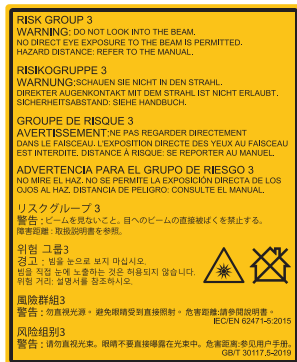 RISK GROUP 3
WARNING: DO NOT LOOK INTO THE BEAM.
NO DIRECT EYE EXPOSURE TO THE BEAM IS PERMITTED.
HAZARD DISTANCE: REFER TO THE MANUAL.
RISIKOGRUPPE 3
WARNUNG:SCHAUEN SIE NICHT IN DEN STRAHL.
DIREKTER AUGENKONTAKT MIT DEM STRAHL IST NICHT ERLAUBT.
SICHERHEITSABSTAND: SIEHE HANDBUCH.
GROUPE DE RISQUE 3
AVERTISSEMENT:NE PAS REGARDER DIRECTEMENT
DANS LE FAISCEAU. L'EXPOSITION DIRECTE DES YEUX AU FAISCEAU
EST INTERDITE. DISTANCE À RISQUE: SE REPORTER AU MANUEL.
ADVERTENCIA PARA EL GRUPO DE RIESGO 3
NO MIRE EL HAZ. NO SE PERMITE LA EXPOSICIÓN DIRECTA DE LOS
OJOS AL HAZ. DISTANCIA DE PELIGRO: CONSULTE EL MANUAL.
リスクグループ 3
警告：ビームを見ないこと。目へのビームの直接被ばくを禁止する。
障害距離：取扱説明書を参照。
위험 그룹3
경고 : 빔을 눈으로 보지 마십시오.
빔을 직접 눈에 노출하는 것은 허용되지 않습니다.
위험 거리: 설명서를 참조하시오.
風險群組3
警告：勿直視光源。避免眼睛受到直接照射。危害距離:請參閱說明書。
IEC/EN 62471-5:2015
风险组别3
警告：请勿直视光束。眼睛不要直接曝露在光束中。危害距离:参见用户手册。
GB/T 30117.5-2019